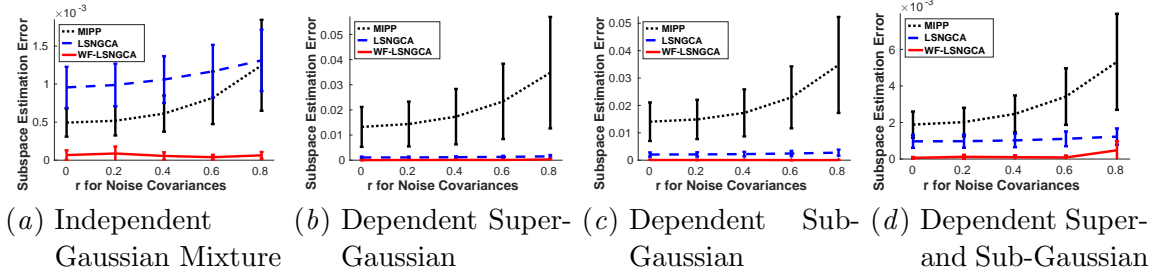 ×10⁻³
Subspace Estimation Error
1.5
1
0.5
0
MIPP
LSNGCA
WF-LSNGCA
0 0.2 0.4 0.6 0.8
r for Noise Covariances
(a) Independent
Gaussian Mixture
Subspace Estimation Error
0.05
0.04
0.03
0.02
0.01
0
MIPP
LSNGCA
WF-LSNGCA
0 0.2 0.4 0.6 0.8
r for Noise Covariances
(b) Dependent Super-
Gaussian
Subspace Estimation Error
0.05
0.04
0.03
0.02
0.01
0
MIPP
LSNGCA
WF-LSNGCA
0 0.2 0.4 0.6 0.8
r for Noise Covariances
(c) Dependent Sub-
Gaussian
×10⁻³
Subspace Estimation Error
6
4
2
0
MIPP
LSNGCA
WF-LSNGCA
0 0.2 0.4 0.6 0.8
r for Noise Covariances
(d) Dependent Super-
and Sub-Gaussian